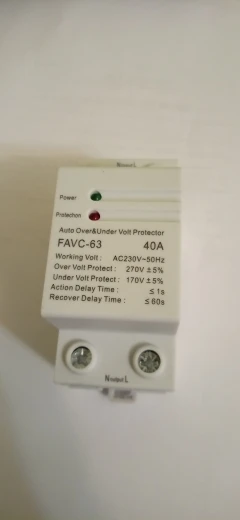 Power
Protection
Auto Over&Under Volt Protector
FAVC-63 40A
Working Volt : AC230V~50Hz
Over Volt Protect : 270V ±5%
Under Volt Protect : 170V ±5%
Action Delay Time : ≤ 1s
Recover Delay Time : ≤ 60s
N output L